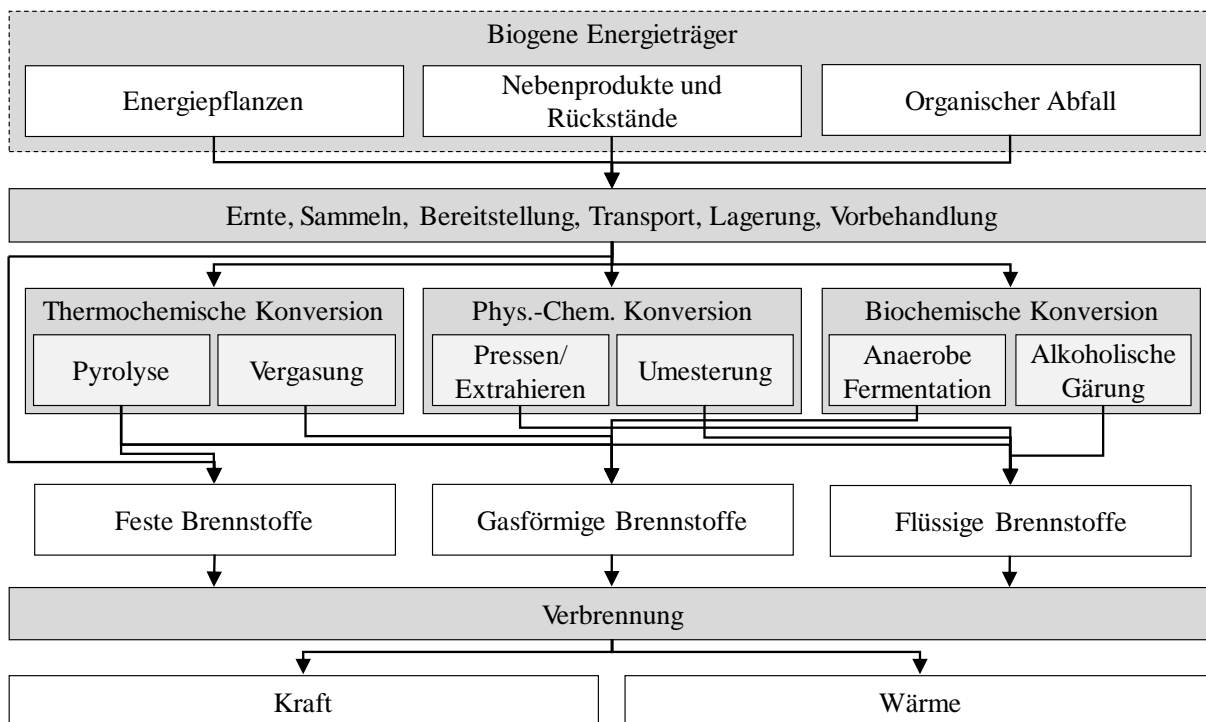 Biogene Energieträger
Energiepflanzen
Nebenprodukte und
Rückstände
Organischer Abfall
Ernte, Sammeln, Bereitstellung, Transport, Lagerung, Vorbehandlung
Thermochemische Konversion
Pyrolyse
Vergasung
Phys.-Chem. Konversion
Pressen/
Extrahieren
Umesterung
Biochemische Konversion
Anaerobe
Fermentation
Alkoholische
Gärung
Feste Brennstoffe
Gasförmige Brennstoffe
Flüssige Brennstoffe
Verbrennung
Kraft
Wärme